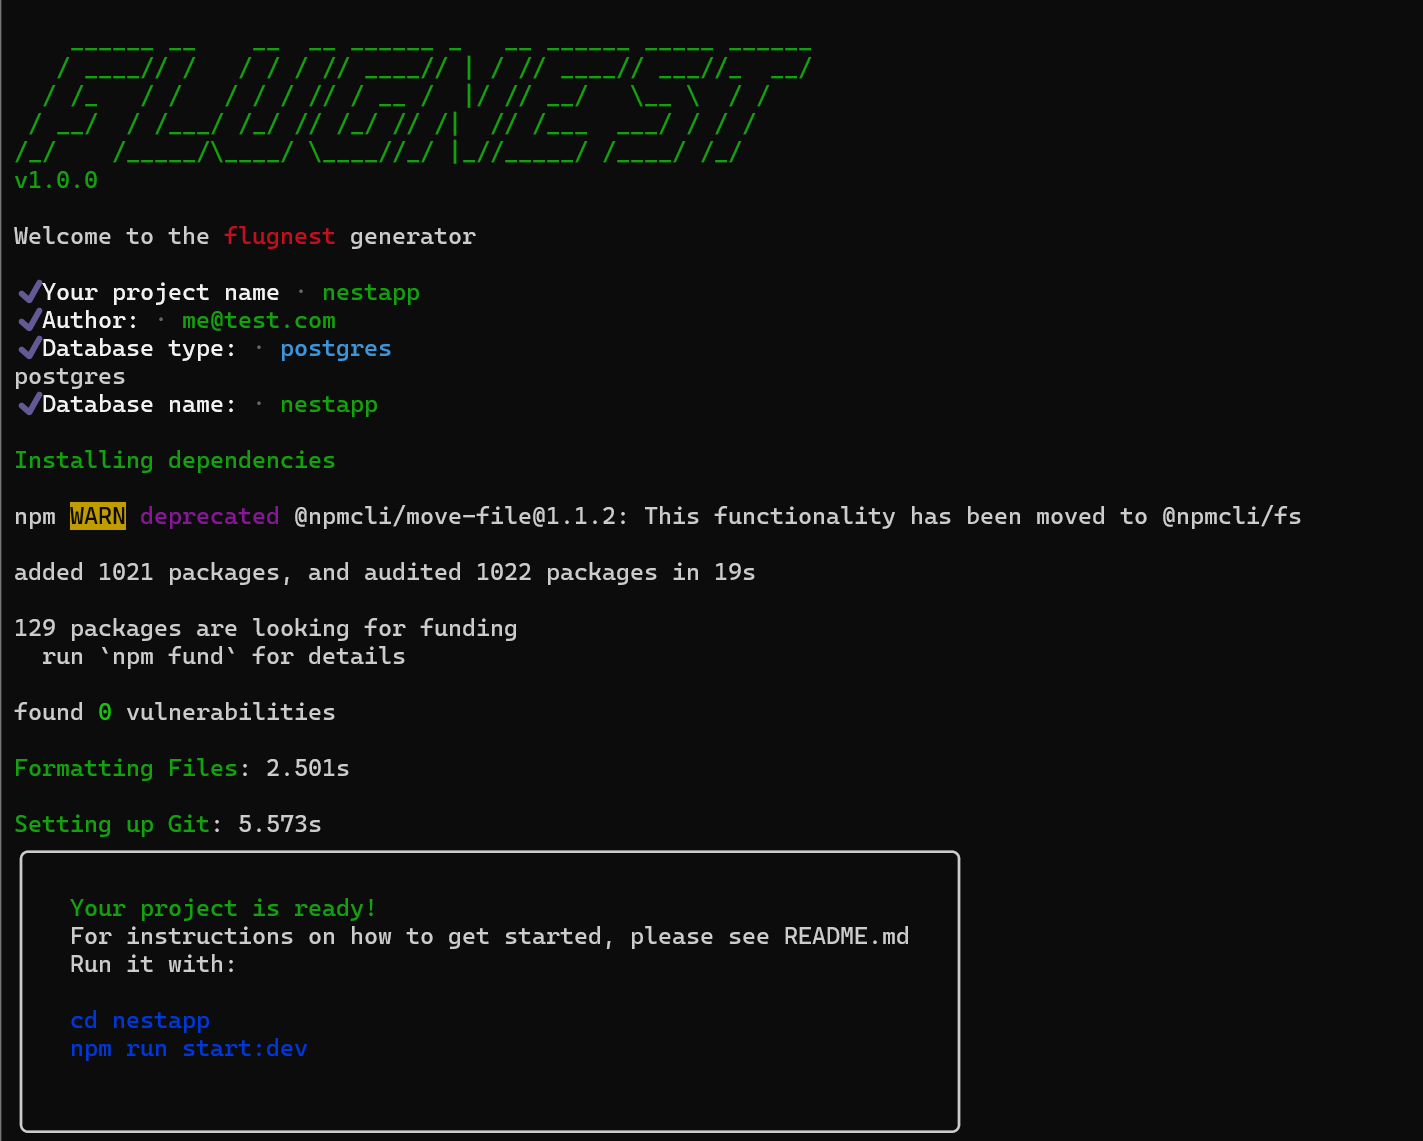 FLUGNEST
v1.0.0
Welcome to the flugnest generator
✔Your project name · nestapp
✔Author: · me@test.com
✔Database type: · postgres
postgres
✔Database name: · nestapp
Installing dependencies
npm WARN deprecated @npmcli/move-file@1.1.2: This functionality has been moved to @npmcli/fs
added 1021 packages, and audited 1022 packages in 19s
129 packages are looking for funding
  run `npm fund` for details
found 0 vulnerabilities
Formatting Files: 2.501s
Setting up Git: 5.573s
Your project is ready!
For instructions on how to get started, please see README.md
Run it with:
cd nestapp
npm run start:dev